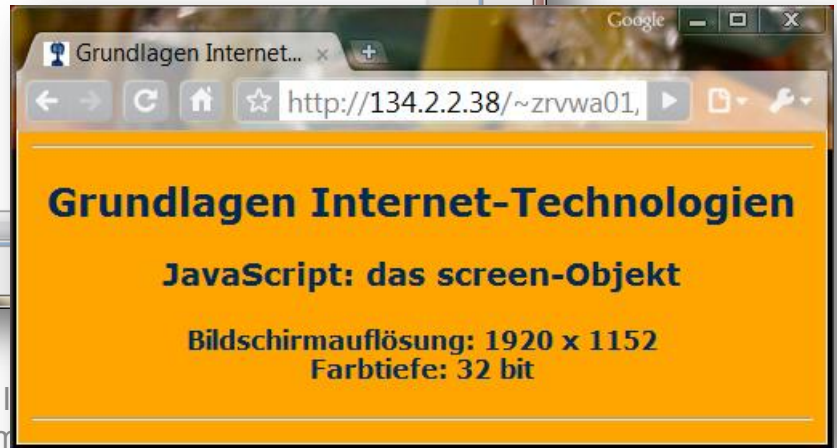 Google
Grundlagen Internet...
http://134.2.2.38/~zrvwa01,
Grundlagen Internet-Technologien
JavaScript: das screen-Objekt
Bildschirmauflösung: 1920 x 1152
Farbtiefe: 32 bit